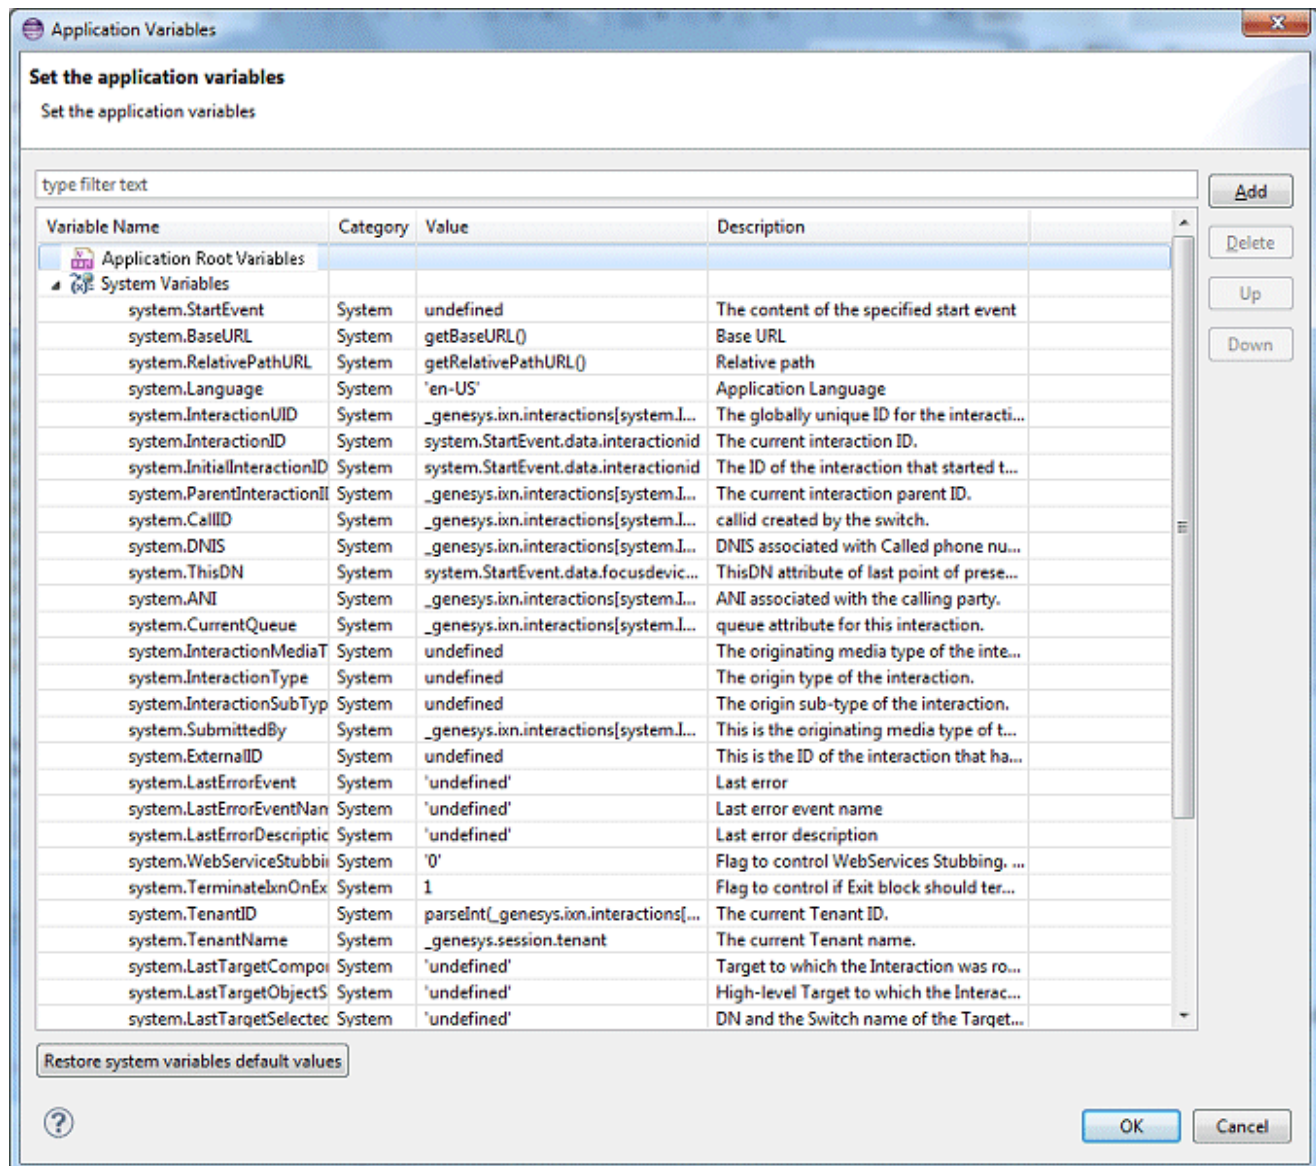 Application Variables
Set the application variables
Set the application variables
type filter text
Add
Variable Name Category Value Description
Delete
Application Root Variables
System Variables
Up
system.StartEvent System undefined The content of the specified start event
system.BaseURL System getBaseURL() Base URL
Down
system.RelativePathURL System getRelativePathURL() Relative path
system.Language System 'en-US' Application Language
system.InteractionUID System _genesys.ixn.interactions[system.I... The globally unique ID for the interacti...
system.InteractionID System system.StartEvent.data.interactionid The current interaction ID.
system.InitialInteractionID System system.StartEvent.data.interactionid The ID of the interaction that started t...
system.ParentInteractionII System _genesys.ixn.interactions[system.I... The current interaction parent ID.
system.CallID System _genesys.ixn.interactions[system.I... callid created by the switch.
system.DNIS System _genesys.ixn.interactions[system.I... DNIS associated with Called phone nu...
system.ThisDN System system.StartEvent.data.focusdevic... ThisDN attribute of last point of prese...
system.ANI System _genesys.ixn.interactions[system.I... ANI associated with the calling party.
system.CurrentQueue System _genesys.ixn.interactions[system.I... queue attribute for this interaction.
system.InteractionMediaT System undefined The originating media type of the inte...
system.InteractionType System undefined The origin type of the interaction.
system.InteractionSubTyp System undefined The origin sub-type of the interaction.
system.SubmittedBy System _genesys.ixn.interactions[system.I... This is the originating media type of t...
system.ExternalID System undefined This is the ID of the interaction that ha...
system.LastErrorEvent System 'undefined' Last error
system.LastErrorEventNan System 'undefined' Last error event name
system.LastErrorDescriptic System 'undefined' Last error description
system.WebServiceStubbii System '0' Flag to control WebServices Stubbing. ...
system.TerminateIxnOnEx System 1 Flag to control if Exit block should ter...
system.TenantID System parseInt(_genesys.ixn.interactions[... The current Tenant ID.
system.TenantName System _genesys.session.tenant The current Tenant name.
system.LastTargetCompoı System 'undefined' Target to which the Interaction was ro...
system.LastTargetObjectS System 'undefined' High-level Target to which the Interac...
system.LastTargetSelected System 'undefined' DN and the Switch name of the Target...
Restore system variables default values
?
OK Cancel